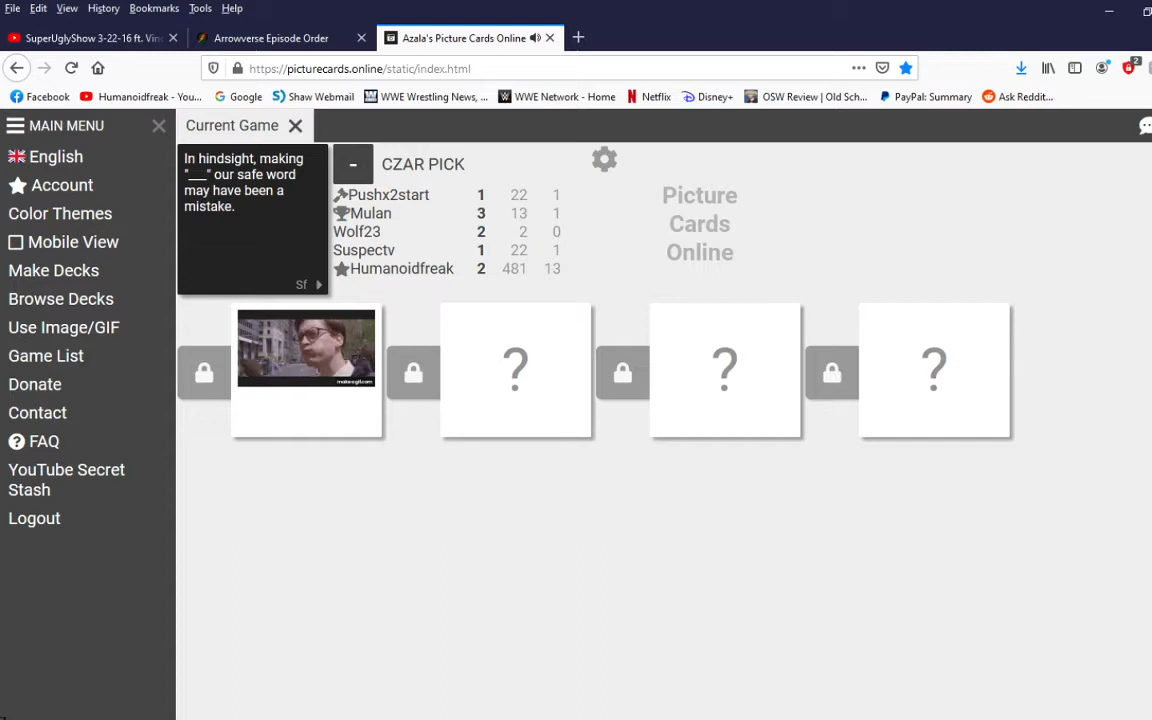 File Edit View History Bookmarks Tools Help
SuperUglyShow 3-22-16 ft. Vin
Arrowverse Episode Order
Azala's Picture Cards Online
https://picturecards.online/static/index.html
2
Facebook
Humanoidfreak - You...
Google
Shaw Webmail
WWE Wrestling News, ...
WWE Network - Home
Netflix
Disney+
OSW Review | Old Sch...
PayPal: Summary
Ask Reddit...
MAIN MENU
Current Game
English
Account
Color Themes
Mobile View
Make Decks
Browse Decks
Use Image/GIF
Game List
Donate
Contact
FAQ
YouTube Secret
Stash
Logout
In hindsight, making
"___" our safe word
may have been a
mistake.
Sf
- CZAR PICK
Pushx2start 1 22 1
Mulan 3 13 1
Wolf23 2 2 0
Suspectv 1 22 1
Humanoidfreak 2 481 13
Picture
Cards
Online
makeagif.com
? ? ?